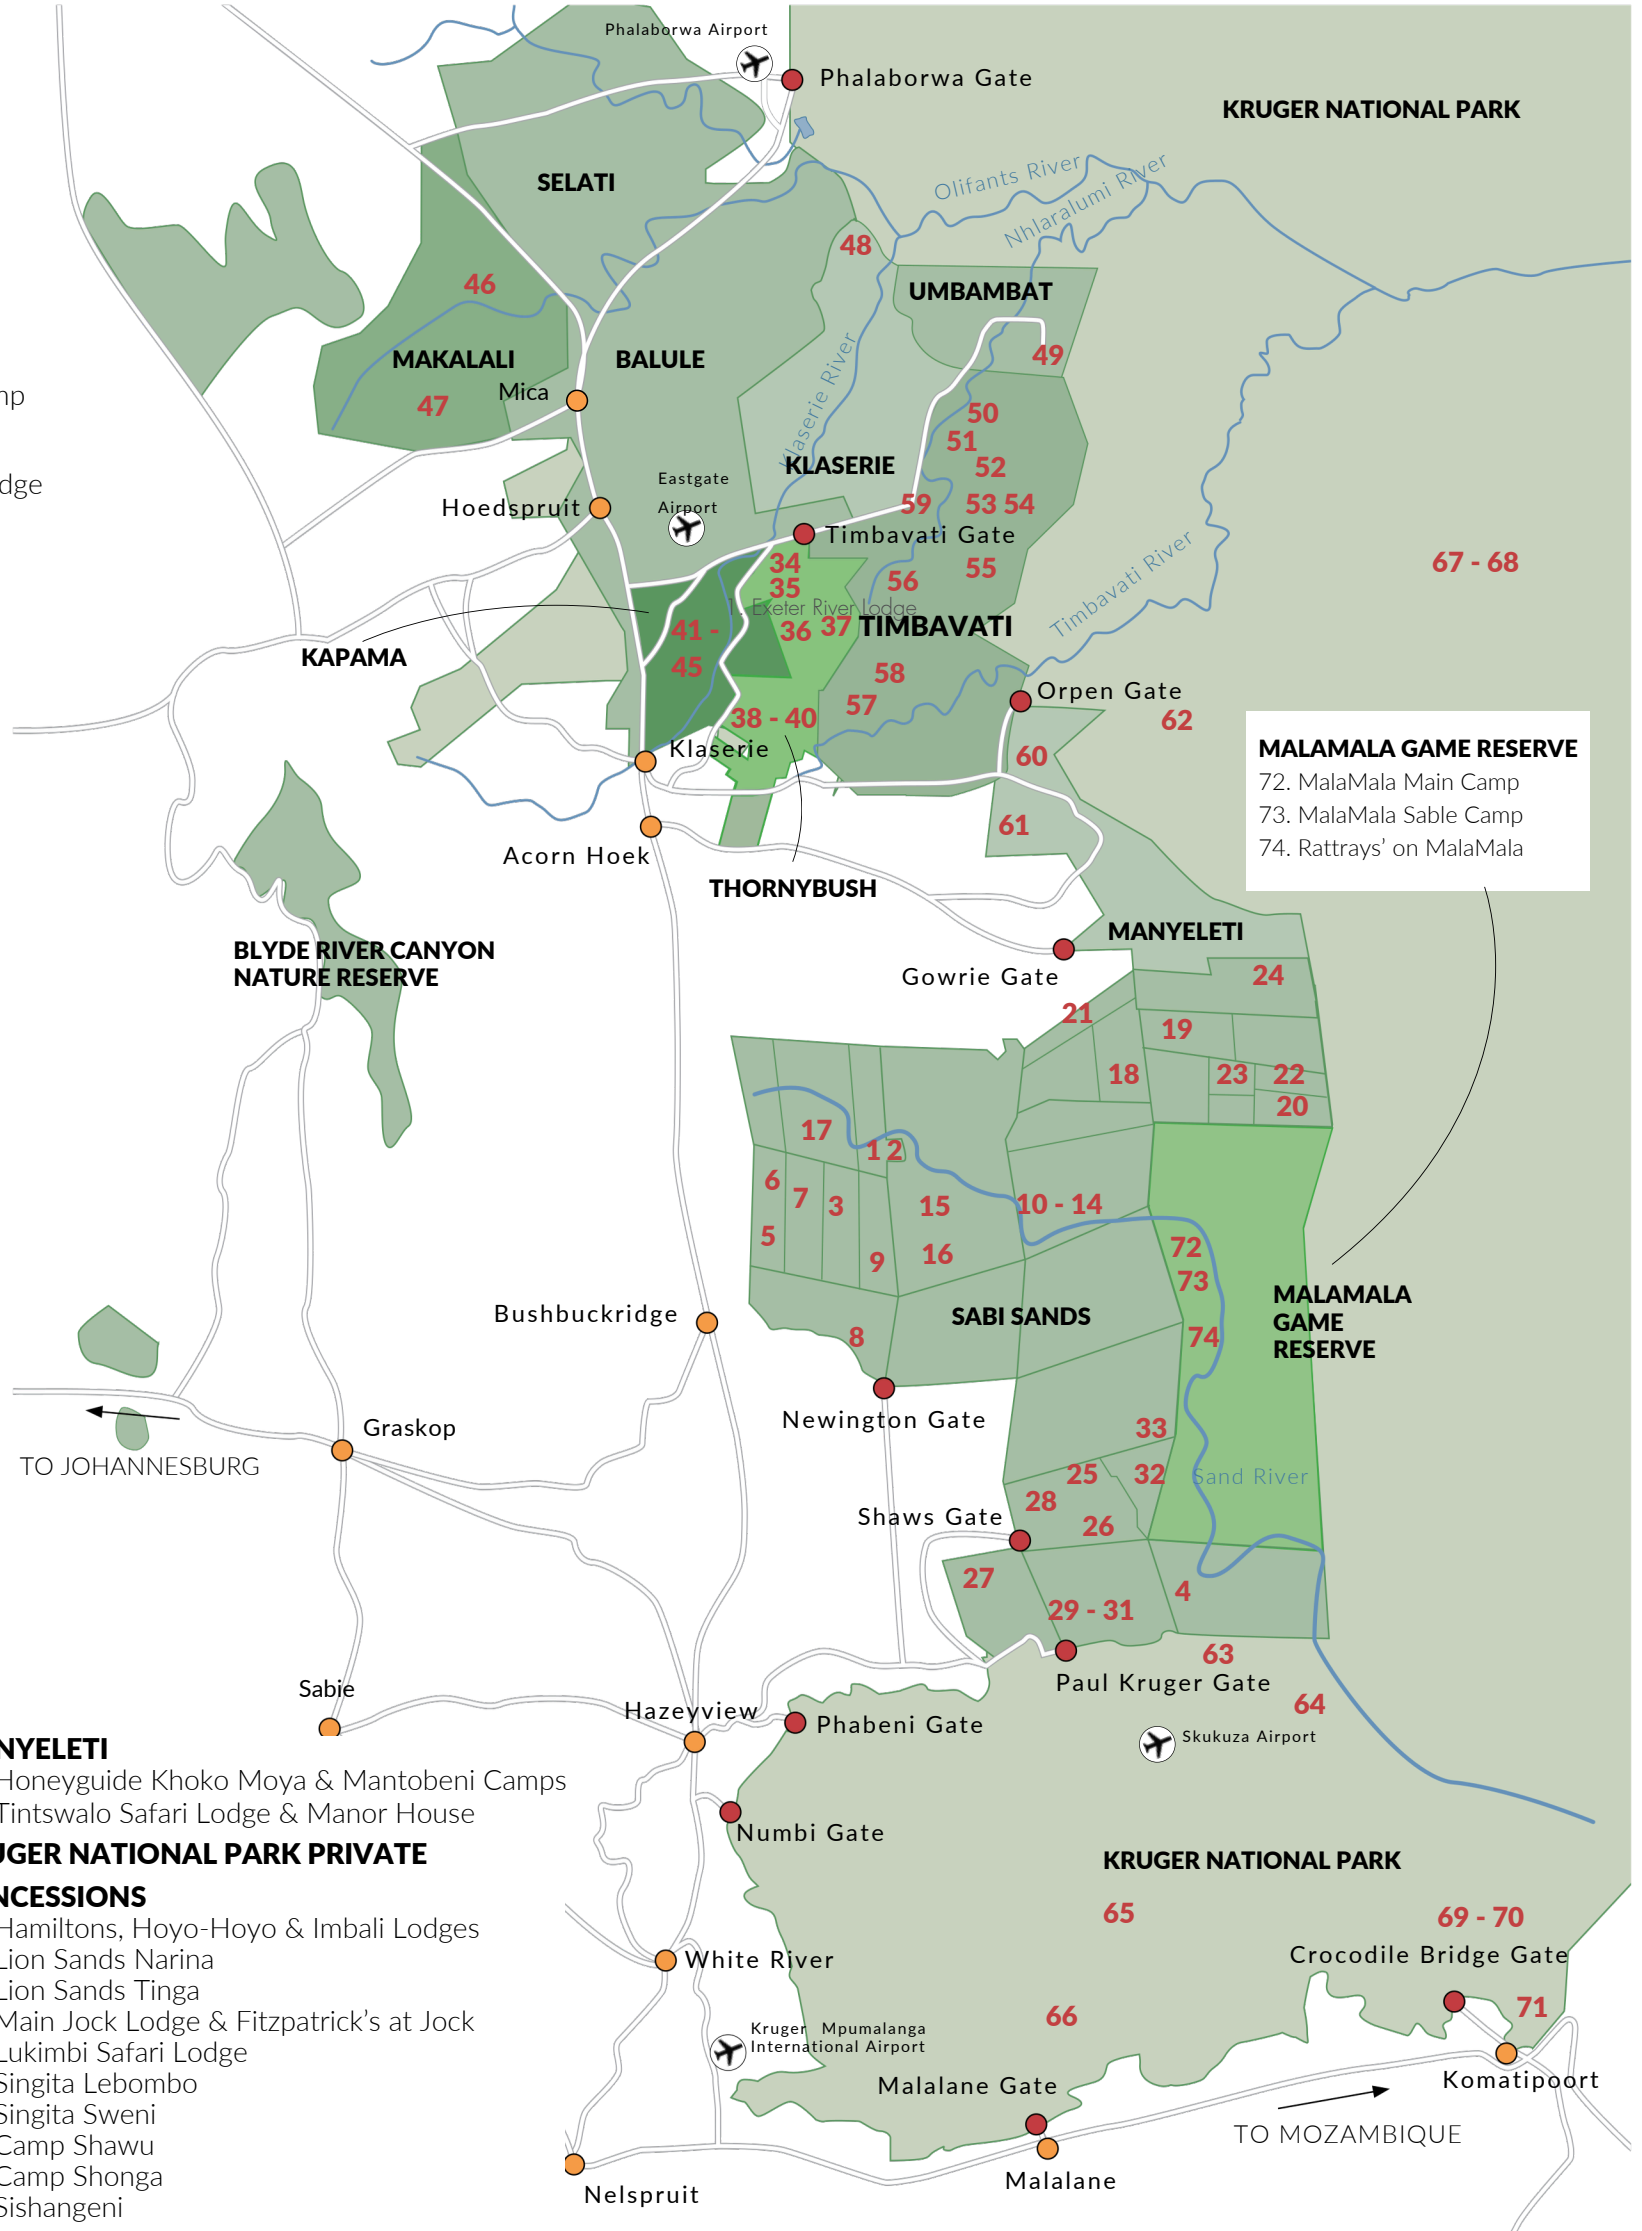 Phalaborwa Airport
Phalaborwa Gate
KRUGER NATIONAL PARK
SELATI
Olifants River
Nhlaralumi River
48
46
UMBAMBAT
MAKALALI
BALULE
49
Mica
47
Klaserie River
50
51
KLASERIE
52
Eastgate
Airport
Hoedspruit
59
53 54
Timbavati Gate
34
35
55
56
67 - 68
Timbavati River
1. Exeter River Lodge
41 -
45
36
37
TIMBAVATI
KAPAMA
58
57
Orpen Gate
62
38 - 40
Klaserie
60
MALAMALA GAME RESERVE
72. MalaMala Main Camp
73. MalaMala Sable Camp
74. Rattrays' on MalaMala
61
Acorn Hoek
THORNYBUSH
MANYELETI
BLYDE RIVER CANYON
NATURE RESERVE
Gowrie Gate
24
21
19
18
23
22
20
17
1 2
6
7
3
15
10 - 14
5
9
16
72
73
MALAMALA
GAME
RESERVE
Bushbuckridge
SABI SANDS
8
74
Newington Gate
Graskop
33
TO JOHANNESBURG
25
32
Sand River
28
Shaws Gate
26
27
29 - 31
4
63
Paul Kruger Gate
64
Sabie
Hazeyview
Phabeni Gate
Skukuza Airport
NYELETI
Honeyguide Khoko Moya & Mantobeni Camps
Tintswalo Safari Lodge & Manor House
UGER NATIONAL PARK PRIVATE
NCESSIONS
Hamiltons, Hoyo-Hoyo & Imbali Lodges
Lion Sands Narina
Lion Sands Tinga
Main Jock Lodge & Fitzpatrick's at Jock
Lukimbi Safari Lodge
Singita Lebombo
Singita Sweni
Camp Shawu
Camp Shonga
Sishangeni
Numbi Gate
KRUGER NATIONAL PARK
65
69 - 70
Crocodile Bridge Gate
White River
71
66
Kruger Mpumalanga
International Airport
Malalane Gate
Komatipoort
TO MOZAMBIQUE
Malalane
Nelspruit